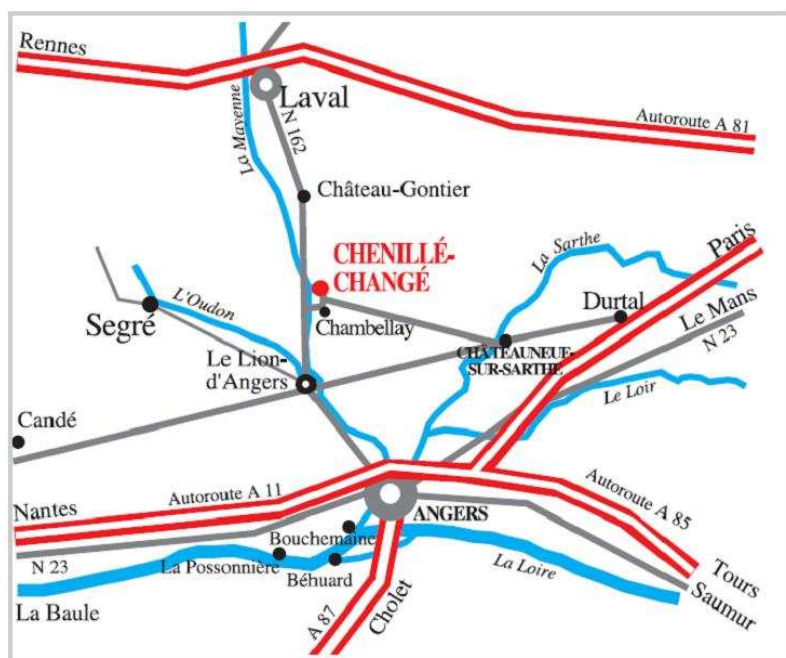 Rennes
La Mayenne
Laval
N 162
Autoroute A 81
Château-Gontier
La Sarthe
Paris
CHENILLÉ-
CHANGÉ
L'Oudon
Segré
Chambellay
Durtal
Le Mans
N 23
CHÂTEAUNEUF-
SUR-SARTHE
Le Lion-
d'Angers
Le Loir
Candé
Nantes
Autoroute A 11
ANGERS
Autoroute A 85
Bouchemaine
N 23
La Possonnière
Béhuard
La Loire
Tours
Saumur
La Baule
A 87
Cholet